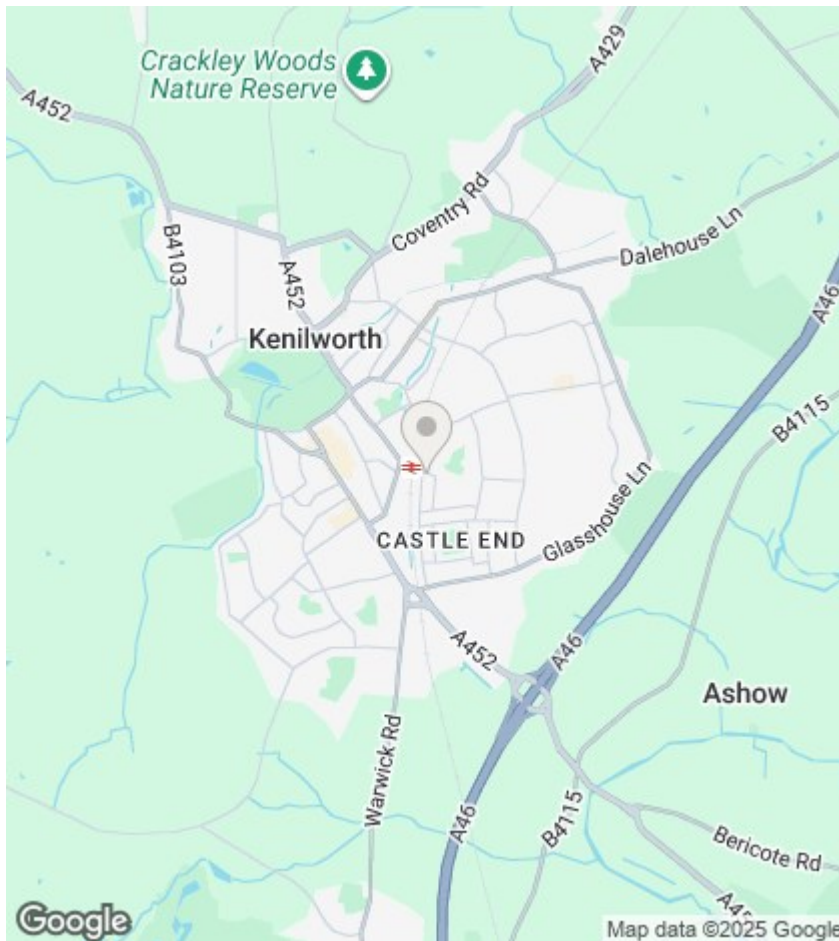 Crackley Woods
Nature Reserve
A429
A452
Coventry Rd
B4103
A452
Dalehouse Ln
A46
Kenilworth
B4115
Glasshouse Ln
CASTLE END
A452
A46
Ashow
Warwick Rd
A46
B4115
Bericote Rd
Google
Map data ©2025 Google